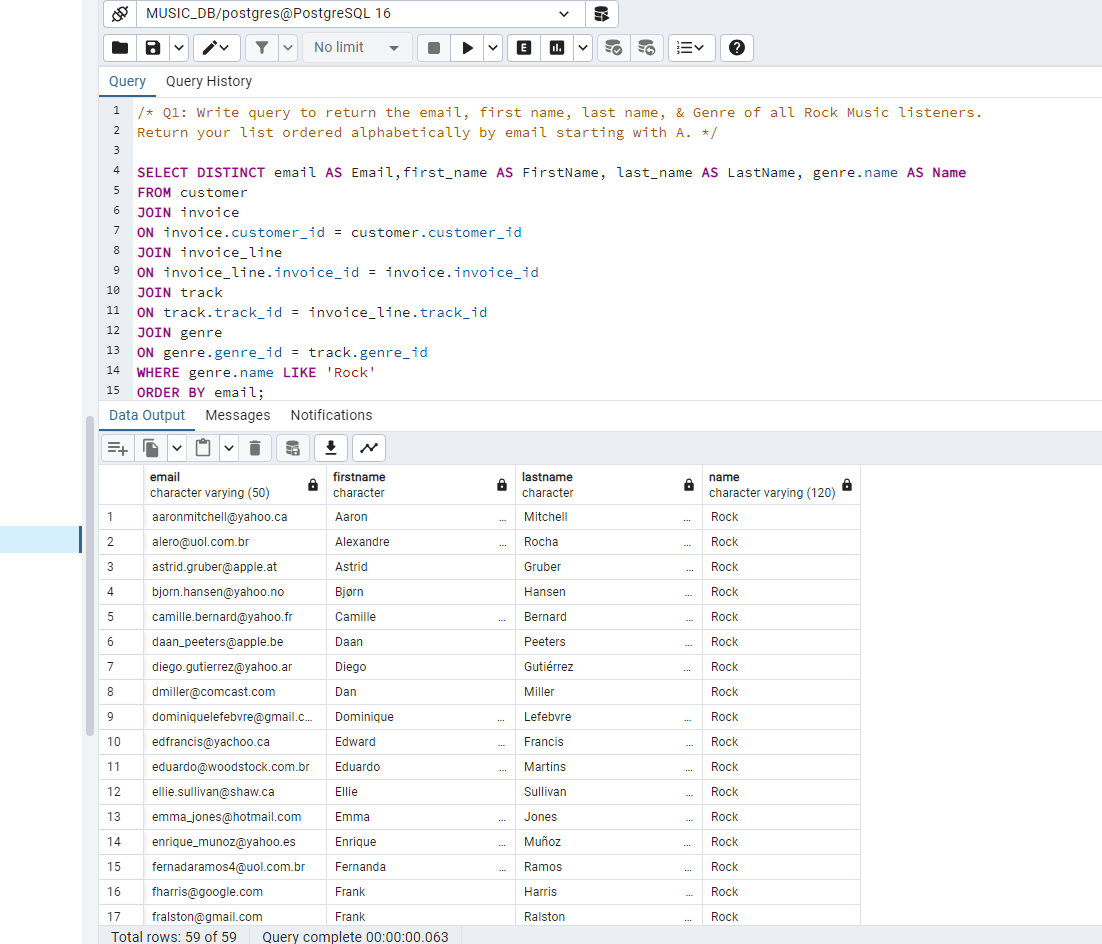 MUSIC_DB/postgres@PostgreSQL 16
No limit
E
Query Query History
1 /* Q1: Write query to return the email, first name, last name, & Genre of all Rock Music listeners.
2 Return your list ordered alphabetically by email starting with A. */
3
4 SELECT DISTINCT email AS Email,first_name AS FirstName, last_name AS LastName, genre.name AS Name
5 FROM customer
6 JOIN invoice
7 ON invoice.customer_id = customer.customer_id
8 JOIN invoice_line
9 ON invoice_line.invoice_id = invoice.invoice_id
10 JOIN track
11 ON track.track_id = invoice_line.track_id
12 JOIN genre
13 ON genre.genre_id = track.genre_id
14 WHERE genre.name LIKE 'Rock'
15 ORDER BY email;
Data Output Messages Notifications
email firstname lastname name
character varying (50) character character character varying (120)
1 aaronmitchell@yahoo.ca Aaron ... Mitchell ... Rock
2 alero@uol.com.br Alexandre ... Rocha ... Rock
3 astrid.gruber@apple.at Astrid Gruber ... Rock
4 bjorn.hansen@yahoo.no Bjørn Hansen ... Rock
5 camille.bernard@yahoo.fr Camille ... Bernard ... Rock
6 daan_peeters@apple.be Daan Peeters ... Rock
7 diego.gutierrez@yahoo.ar Diego Gutiérrez ... Rock
8 dmiller@comcast.com Dan Miller Rock
9 dominiquelefebvre@gmail.c... Dominique ... Lefebvre ... Rock
10 edfrancis@yachoo.ca Edward ... Francis ... Rock
11 eduardo@woodstock.com.br Eduardo ... Martins ... Rock
12 ellie.sullivan@shaw.ca Ellie Sullivan ... Rock
13 emma_jones@hotmail.com Emma ... Jones ... Rock
14 enrique_munoz@yahoo.es Enrique ... Muñoz ... Rock
15 fernadaramos4@uol.com.br Fernanda ... Ramos ... Rock
16 fharris@google.com Frank Harris ... Rock
17 fralston@gmail.com Frank Ralston ... Rock
Total rows: 59 of 59 Query complete 00:00:00.063